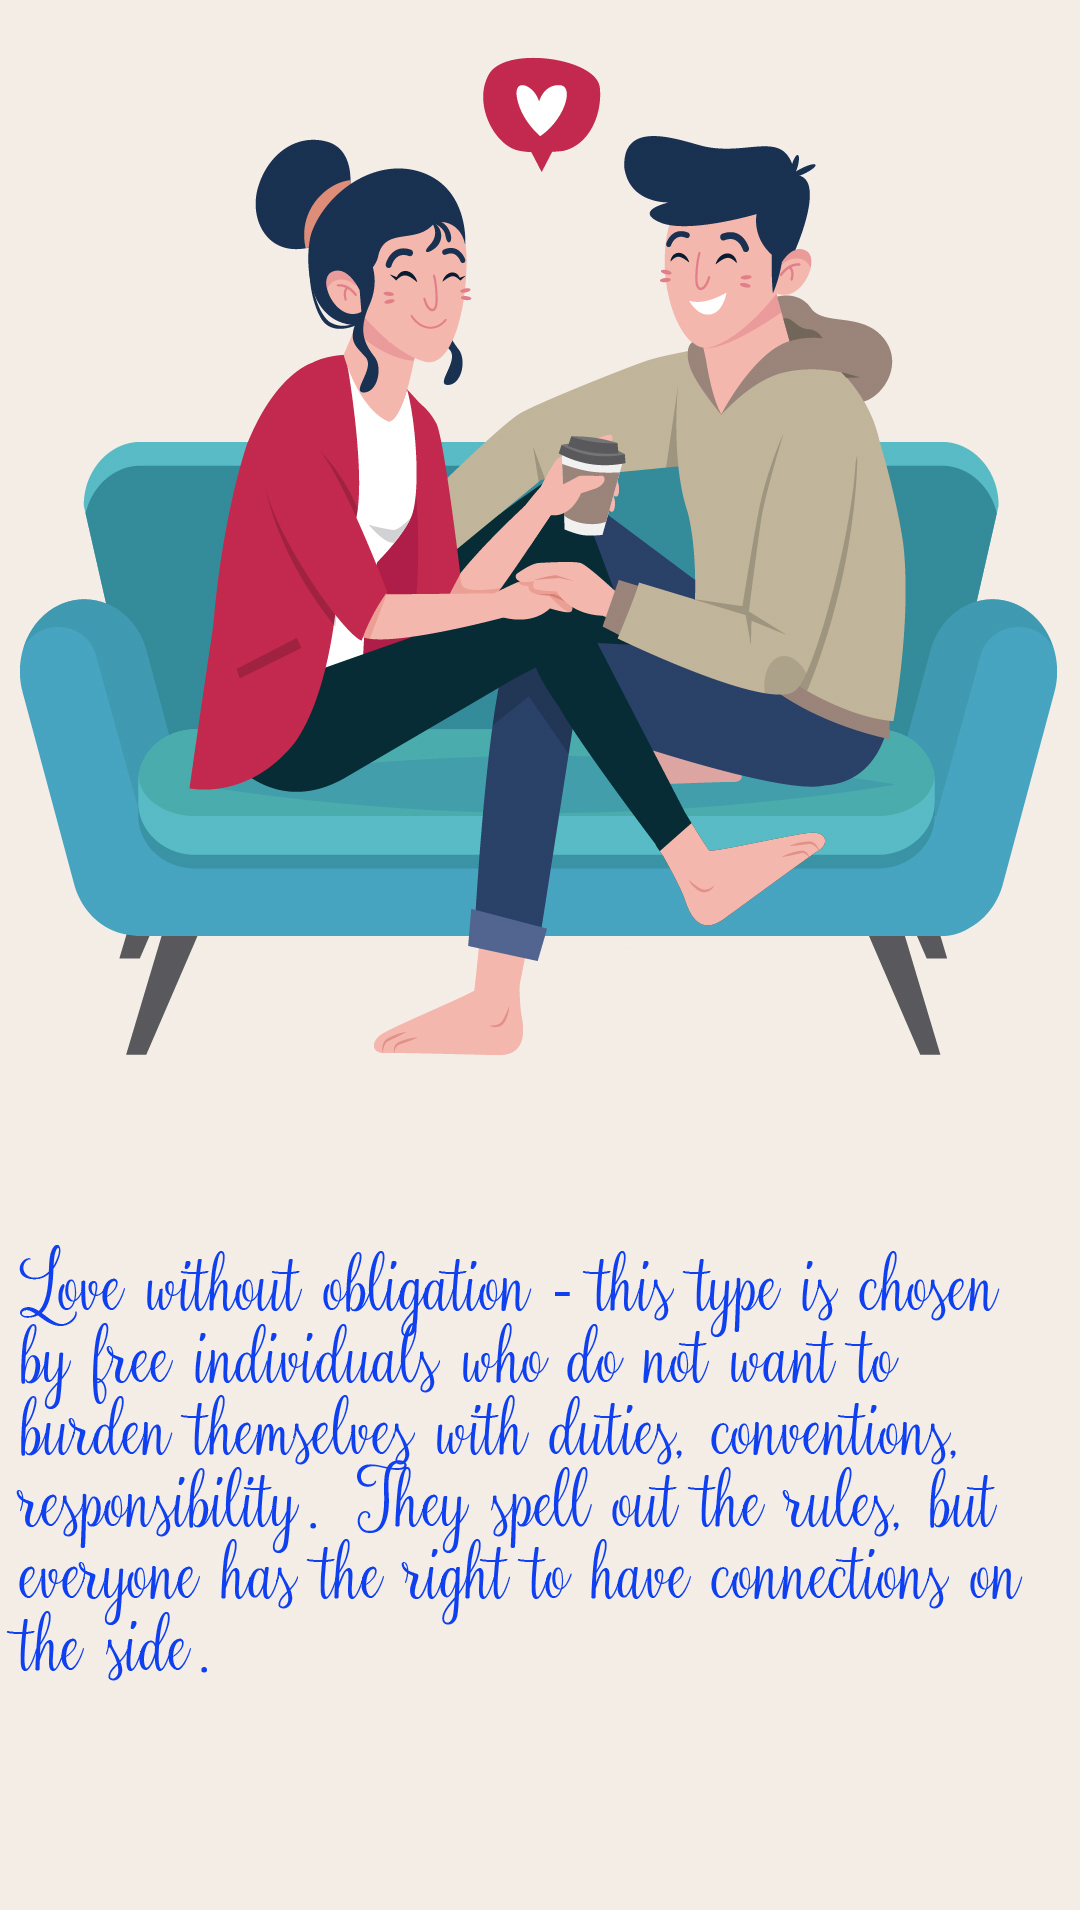 Love without obligation - this type is chosen
by free individuals who do not want to
burden themselves with duties, conventions,
responsibility. They spell out the rules, but
everyone has the right to have connections on
the side.